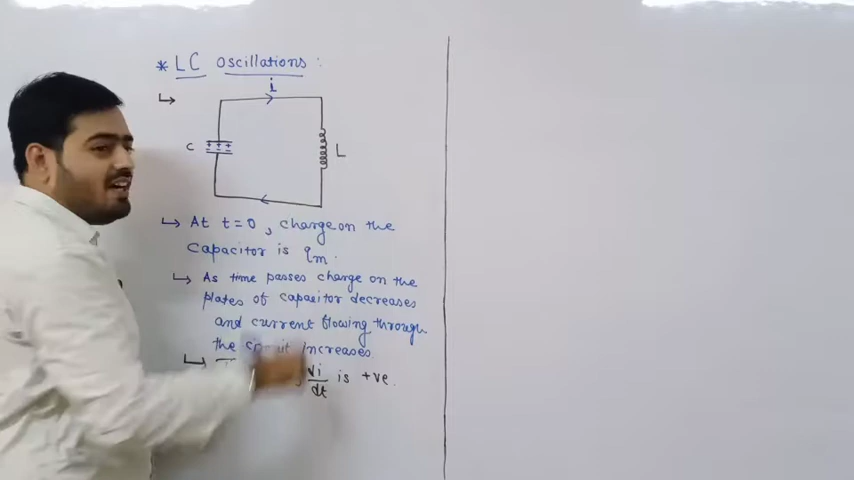 * LC Oscillations :
i
C
+ + +
L
At t=0, charge on the
capacitor is qm.
As time passes charge on the
plates of capacitor decreases
and current flowing through
the circuit increases
is +ve.
dt